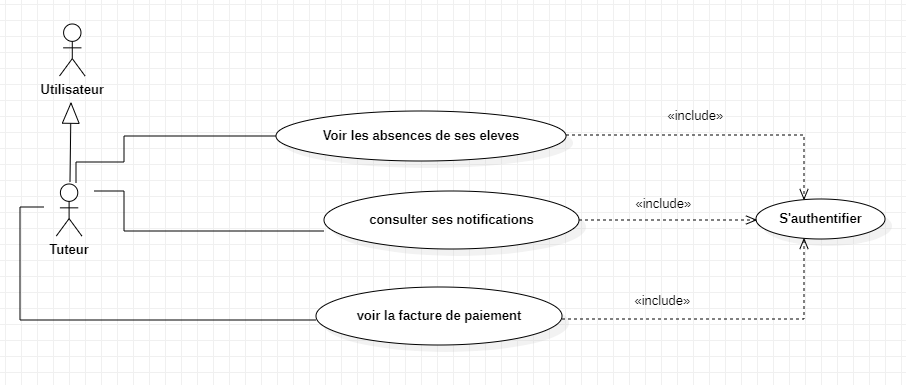 Utilisateur
Voir les absences de ses eleves
«include»
Tuteur
consulter ses notifications
«include»
S'authentifier
voir la facture de paiement
«include»